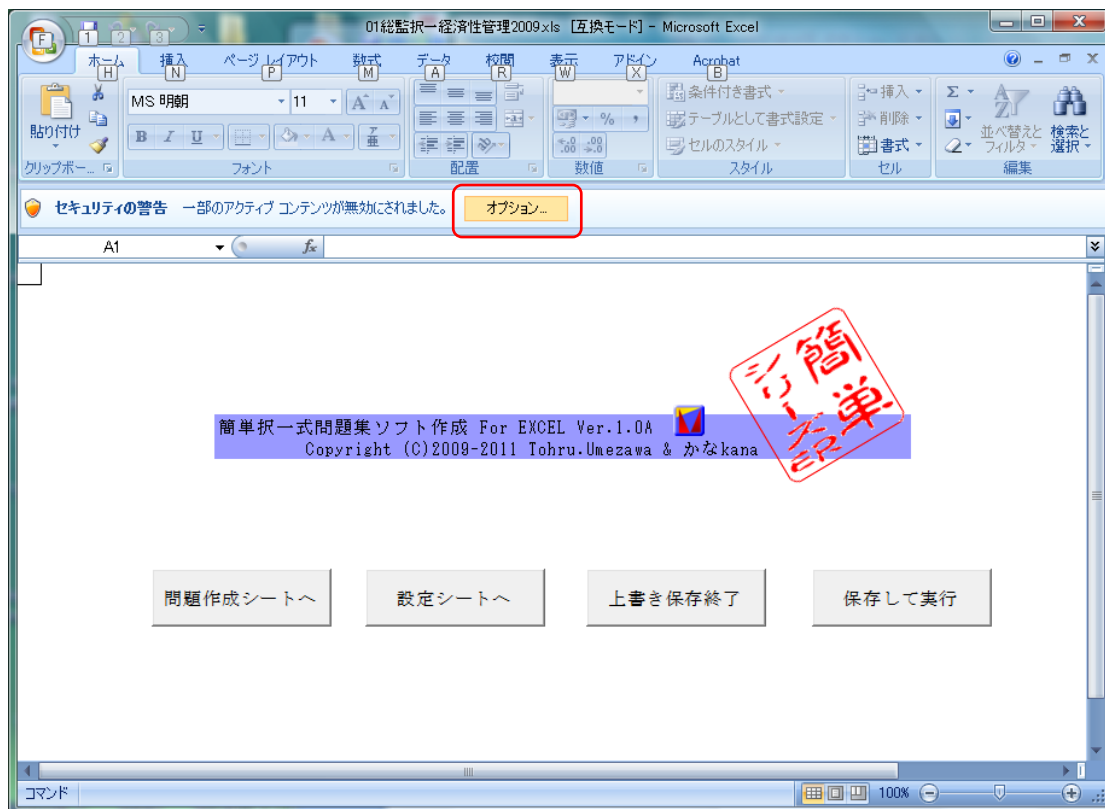 01総監択一経済性管理2009.xls [互換モード] - Microsoft Excel
F 1 2 3
ホーム 挿入 ページ レイアウト 数式 データ 校閲 表示 アドイン Acrobat
H N P M A R W X B
貼り付け
MS 明朝 11
B I U
条件付き書式
テーブルとして書式設定
セルのスタイル
挿入
削除
書式
並べ替えと
フィルタ
検索と
選択
クリップボー... フォント 配置 数値 スタイル セル 編集
セキュリティの警告 一部のアクティブ コンテンツが無効にされました。 オプション...
A1 fx
簡単択一式問題集ソフト作成 For EXCEL Ver.1.0A
Copyright (C)2009-2011 Tohru.Umezawa & かなkana
簡単
シリーズER
問題作成シートへ 設定シートへ 上書き保存終了 保存して実行
コマンド 100%